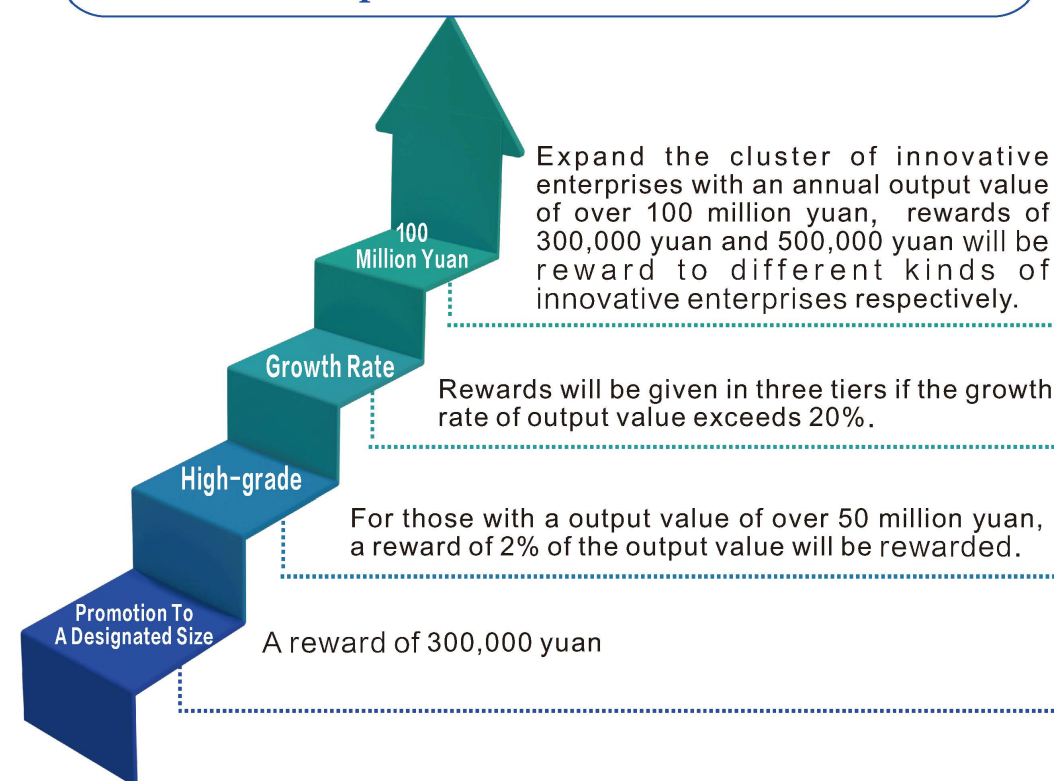 100
Million Yuan
Expand the cluster of innovative
enterprises with an annual output value
of over 100 million yuan, rewards of
300,000 yuan and 500,000 yuan will be
reward to different kinds of
innovative enterprises respectively.
Growth Rate
Rewards will be given in three tiers if the growth
rate of output value exceeds 20%.
High-grade
For those with a output value of over 50 million yuan,
a reward of 2% of the output value will be rewarded.
Promotion To
A Designated Size
A reward of 300,000 yuan